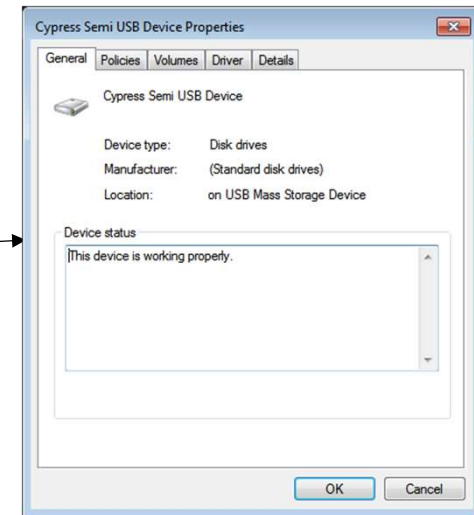 Cypress Semi USB Device Properties
General Policies Volumes Driver Details
Cypress Semi USB Device
Device type: Disk drives
Manufacturer: (Standard disk drives)
Location: on USB Mass Storage Device
Device status
This device is working properly.
OK Cancel